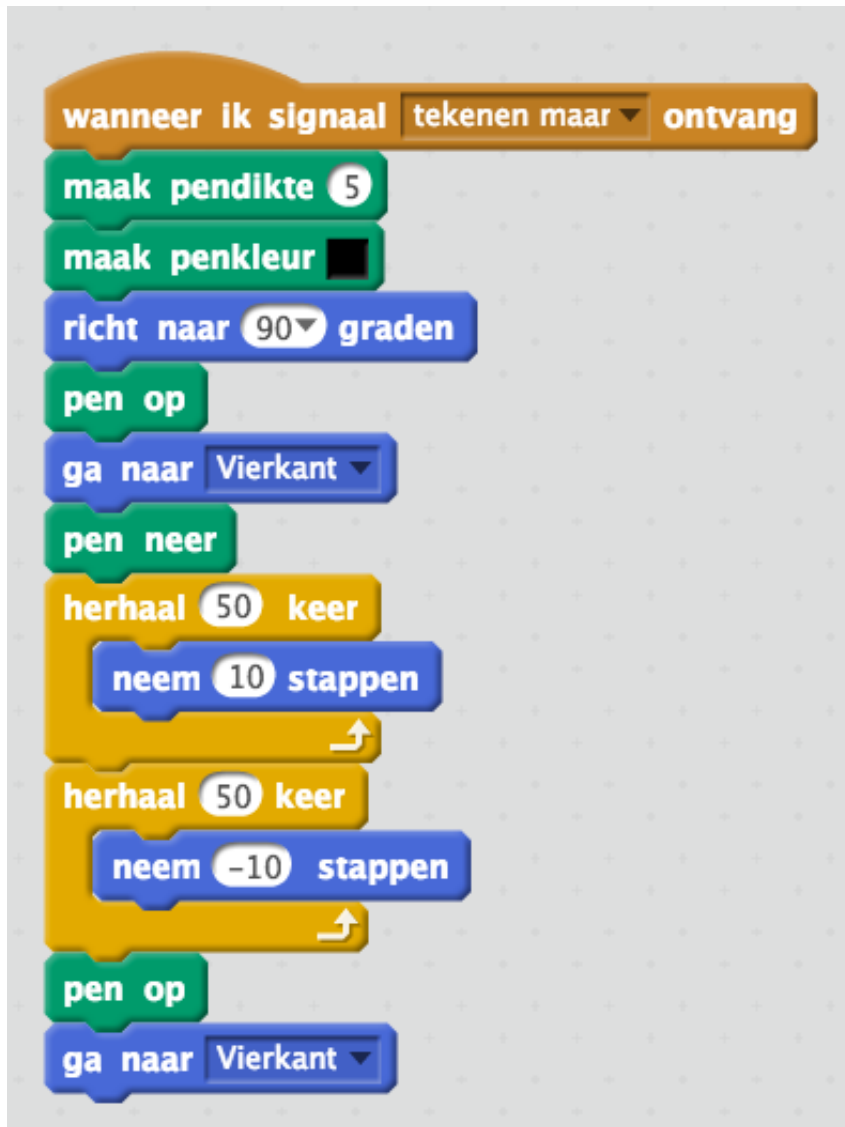 wanneer ik signaal tekenen maar ontvang
maak pendikte 5
maak penkleur
richt naar 90 graden
pen op
ga naar Vierkant
pen neer
herhaal 50 keer
neem 10 stappen
herhaal 50 keer
neem -10 stappen
pen op
ga naar Vierkant